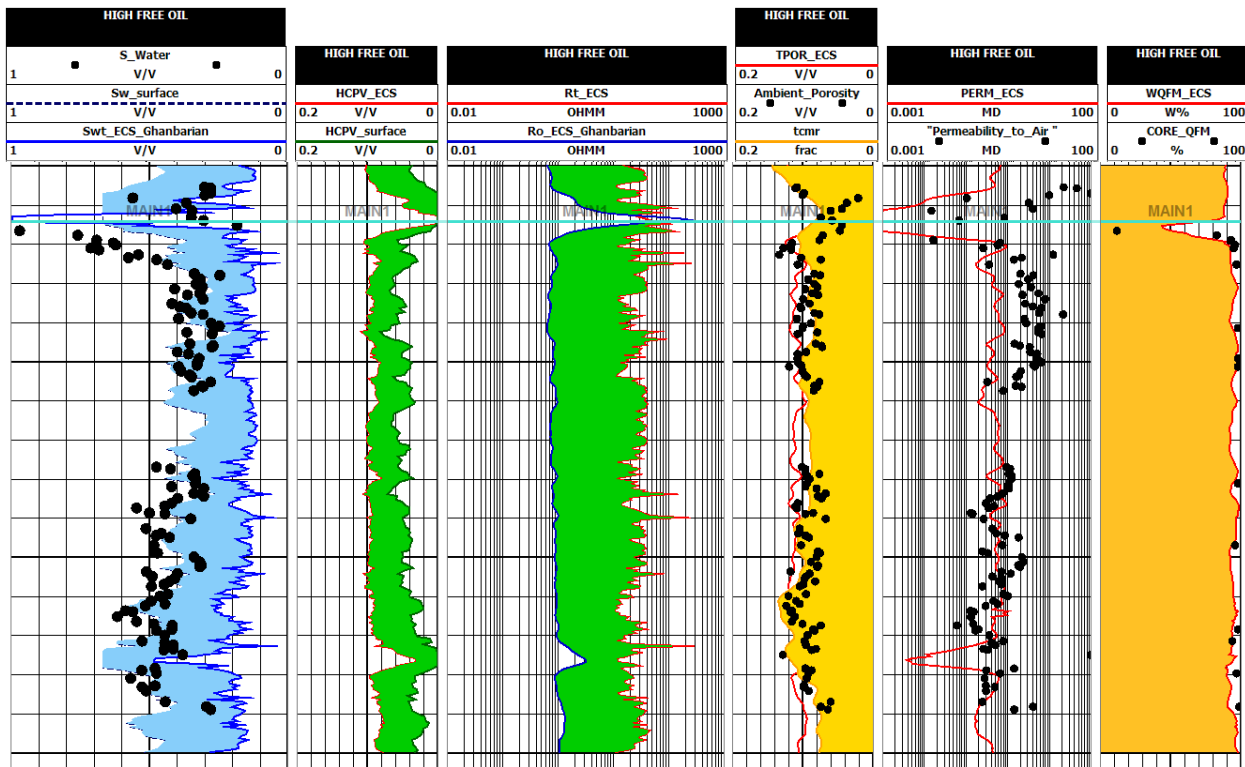 HIGH FREE OIL
S_Water
1 V/V 0
Sw_surface
1 V/V 0
Swt_ECS_Ghanbarian
1 V/V 0
HIGH FREE OIL
HCPV_ECS
0.2 V/V 0
HCPV_surface
0.2 V/V 0
HIGH FREE OIL
Rt_ECS
0.01 OHMM 1000
Ro_ECS_Ghanbarian
0.01 OHMM 1000
HIGH FREE OIL
TPOR_ECS
0.2 V/V 0
Ambient_Porosity
0.2 V/V 0
tcmr
0.2 frac 0
HIGH FREE OIL
PERM_ECS
0.001 MD 100
"Permeability_to_Air "
0.001 MD 100
HIGH FREE OIL
WQFM_ECS
0 W% 100
CORE_QFM
0 % 100
MAIN1
MAIN1
MAIN1
MAIN1
MAIN1
MAIN1